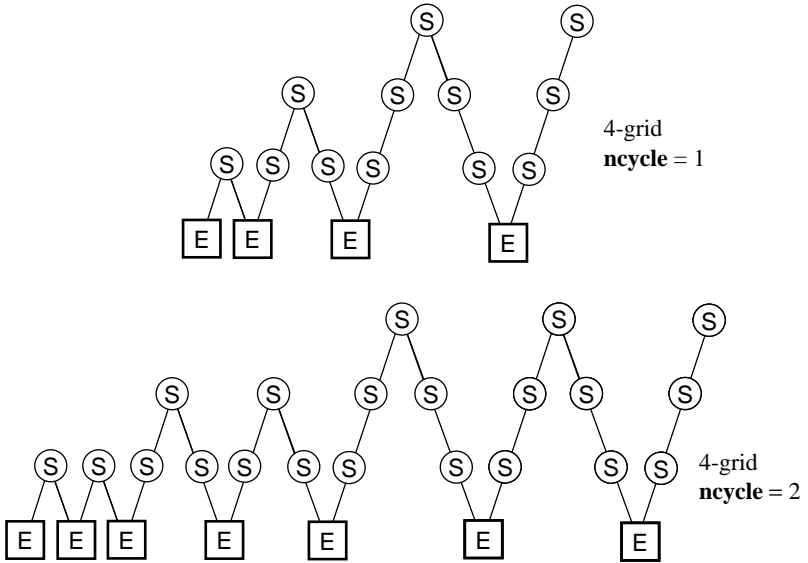 S S
S S S S
4-grid
S S S S S S
ncycle = 1
E E E E
S S S
S S S S S S S
4-grid
S S S S S S S S S S S
ncycle = 2
E E E E E E E